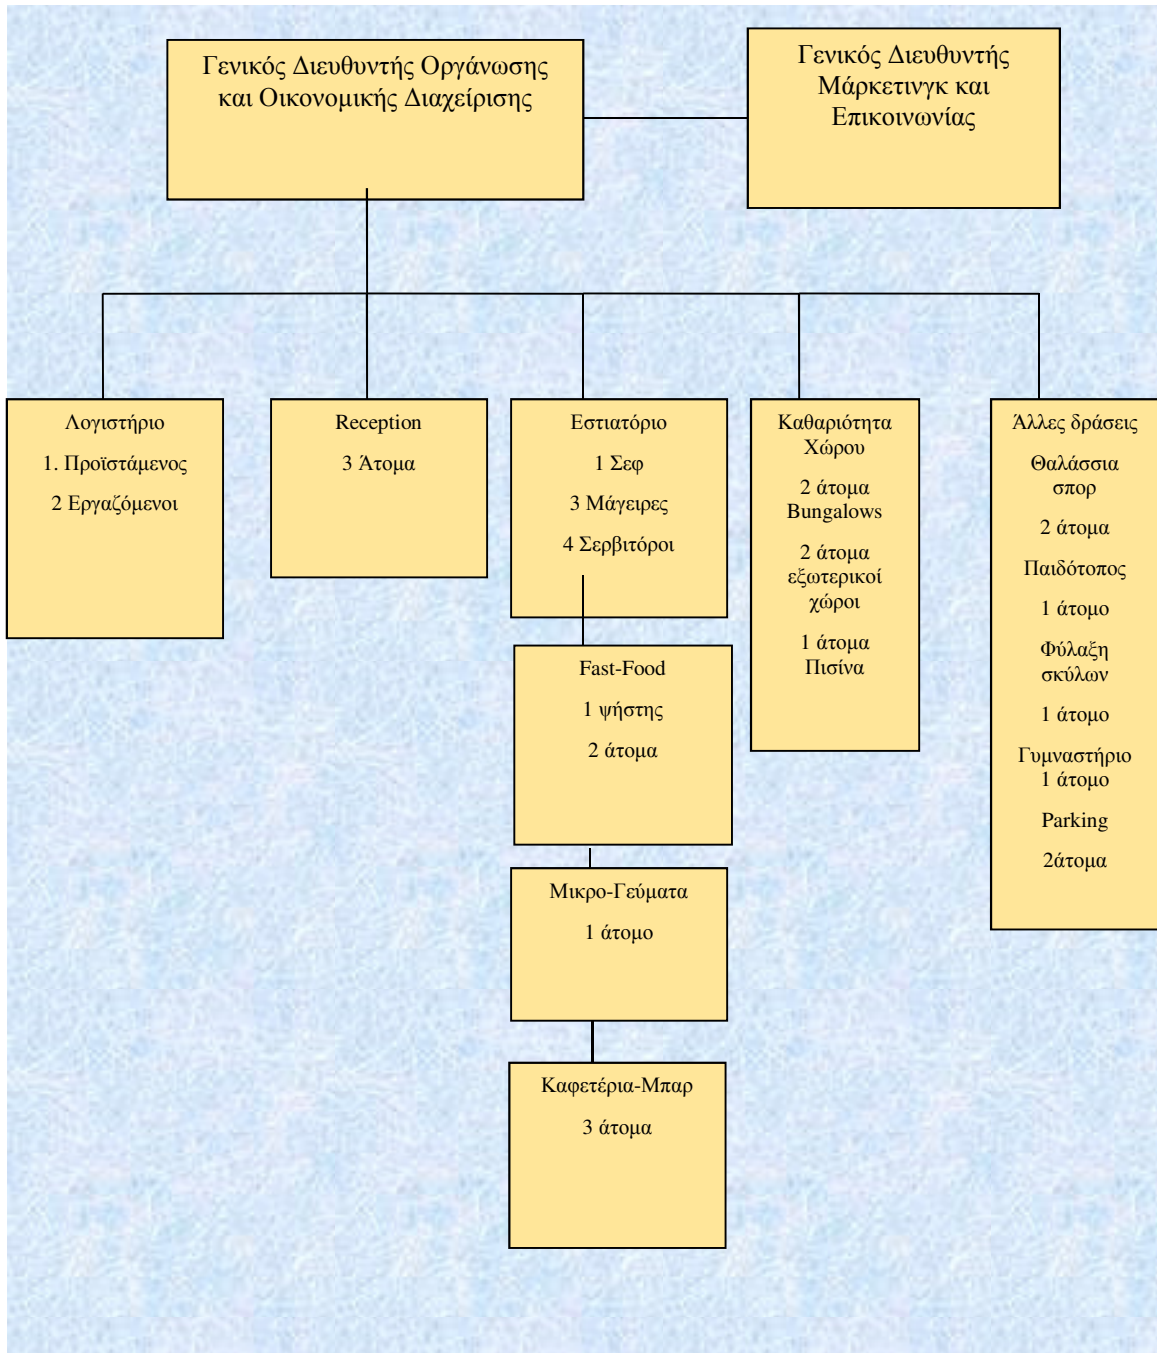 Γενικός Διευθυντής Οργάνωσης
και Οικονομικής Διαχείρισης
Γενικός Διευθυντής
Μάρκετινγκ και
Επικοινωνίας
Λογιστήριο
1. Προϊστάμενος
2 Εργαζόμενοι
Reception
3 Άτομα
Εστιατόριο
1 Σεφ
3 Μάγειρες
4 Σερβιτόροι
Fast-Food
1 ψήστης
2 άτομα
Μικρο-Γεύματα
1 άτομο
Καφετέρια-Μπαρ
3 άτομα
Καθαριότητα
Χώρου
2 άτομα
Bungalows
2 άτομα
εξωτερικοί
χώροι
1 άτομα
Πισίνα
Άλλες δράσεις
Θαλάσσια
σπορ
2 άτομα
Παιδότοπος
1 άτομο
Φύλαξη
σκύλων
1 άτομο
Γυμναστήριο
1 άτομο
Parking
2άτομα